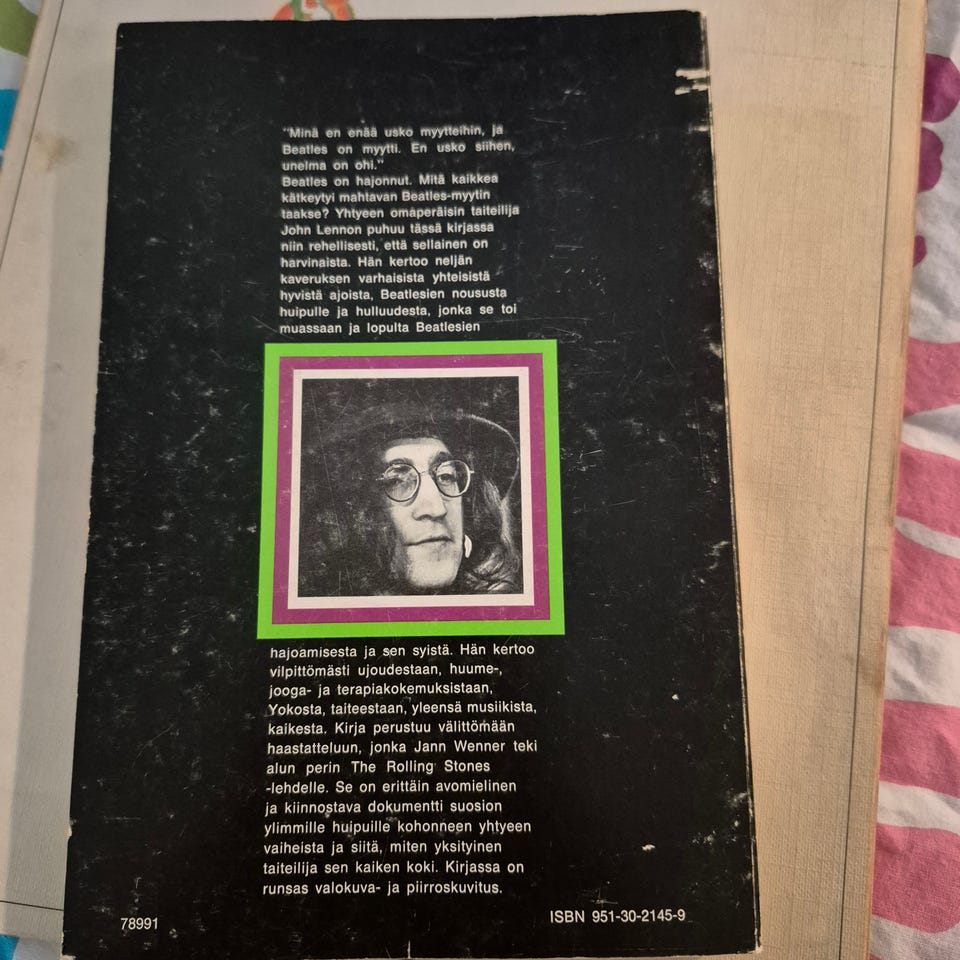 "Minä en enää usko myytteihin, ja
Beatles on myytti. En usko siihen,
unelma on ohi."
Beatles on hajonnut. Mitä kaikkea
kätkeytyi mahtavan Beatles-myytin
taakse? Yhtyeen omaperäisin taiteilija
John Lennon puhuu tässä kirjassa
niin rehellisesti, että sellainen on
harvinaista. Hän kertoo neljän
kaveruksen varhaisista yhteisistä
hyvistä ajoista, Beatlesien noususta
huipulle ja hulluudesta, jonka se toi
muassaan ja lopulta Beatlesien
hajoamisesta ja sen syistä. Hän kertoo
vilpittömästi ujoudestaan, huume-,
jooga- ja terapiakokemuksistaan,
Yokosta, taiteestaan, yleensä musiikista,
kaikesta. Kirja perustuu välittömään
haastatteluun, jonka Jann Wenner teki
alun perin The Rolling Stones
-lehdelle. Se on erittäin avomielinen
ja kiinnostava dokumentti suosion
ylimmille huipuille kohonneen yhtyeen
vaiheista ja siitä, miten yksityinen
taiteilija sen kaiken koki. Kirjassa on
runsas valokuva- ja piirroskuvitus.
78991
ISBN 951-30-2145-9